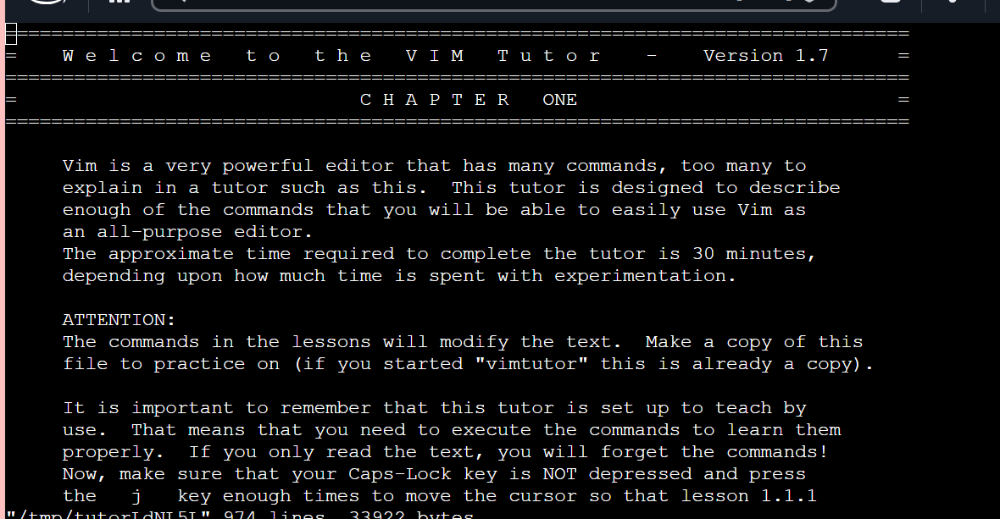 ===============================================================================
=    W e l c o m e   t o   t h e   V I M   T u t o r    -    Version 1.7      =
===============================================================================
=                              C H A P T E R   ONE                            =
===============================================================================
     Vim is a very powerful editor that has many commands, too many to
     explain in a tutor such as this.  This tutor is designed to describe
     enough of the commands that you will be able to easily use Vim as
     an all-purpose editor.
     The approximate time required to complete the tutor is 30 minutes,
     depending upon how much time is spent with experimentation.
     ATTENTION:
     The commands in the lessons will modify the text.  Make a copy of this
     file to practice on (if you started "vimtutor" this is already a copy).
     It is important to remember that this tutor is set up to teach by
     use.  That means that you need to execute the commands to learn them
     properly.  If you only read the text, you will forget the commands!
     Now, make sure that your Caps-Lock key is NOT depressed and press
     the   j   key enough times to move the cursor so that lesson 1.1.1
974 lines, 33922 bytes